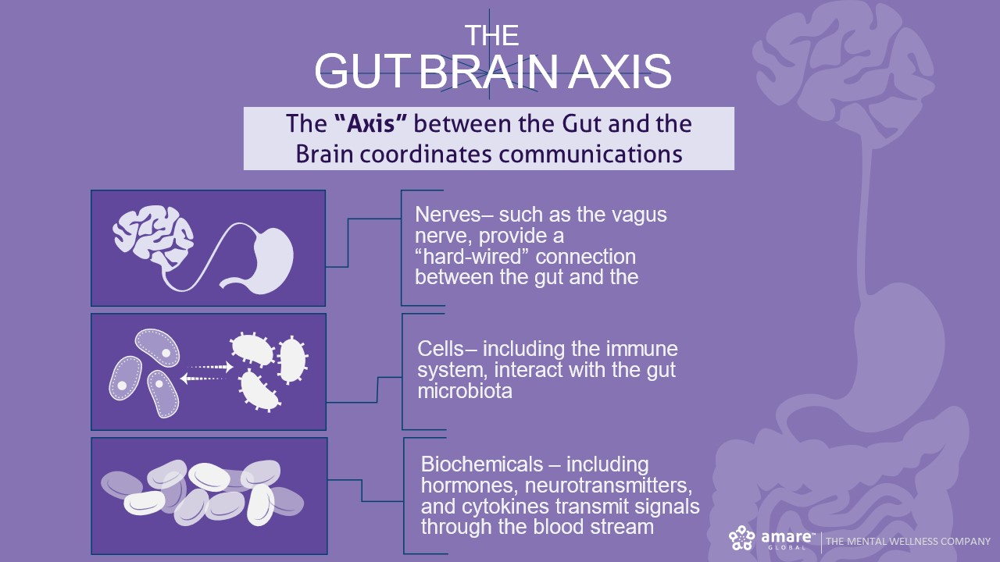 THE
GUT BRAIN AXIS
The “Axis” between the Gut and the
Brain coordinates communications
Nerves– such as the vagus
nerve, provide a
“hard-wired” connection
between the gut and the
Cells– including the immune
system, interact with the gut
microbiota
Biochemicals – including
hormones, neurotransmitters,
and cytokines transmit signals
through the blood stream
amare™
GLOBAL
THE MENTAL WELLNESS COMPANY